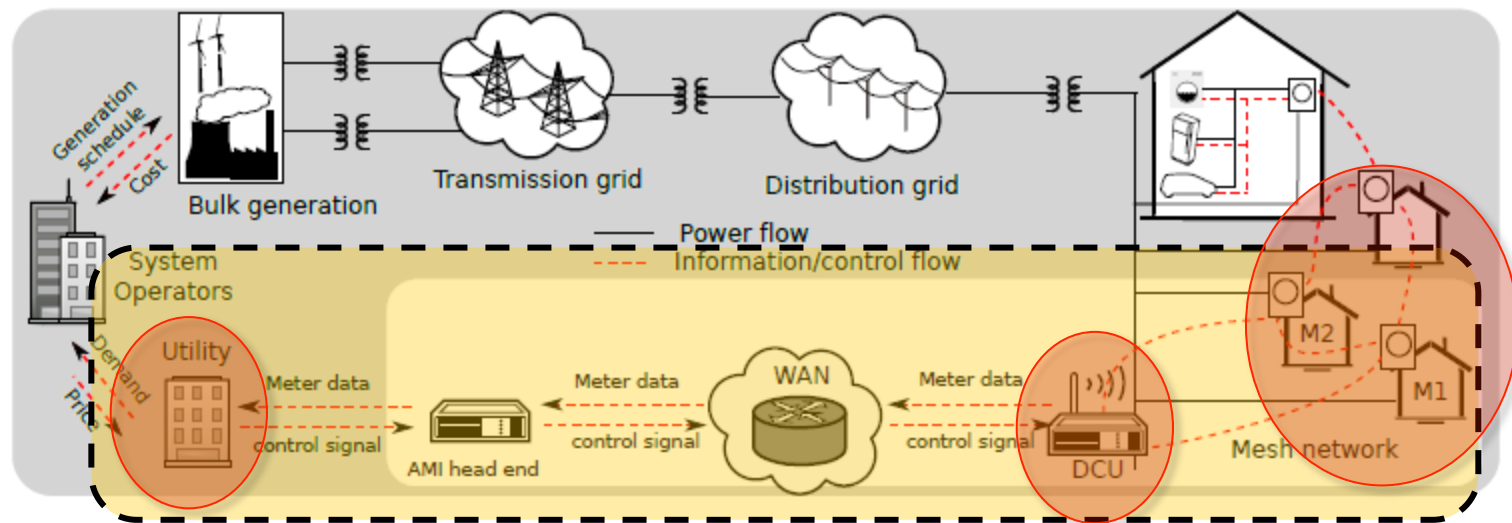 Generation
schedule
Cost
Bulk generation
Transmission grid
Distribution grid
Power flow
Information/control flow
System
Operators
Demand
Price
Utility
Meter data
control signal
AMI head end
Meter data
control signal
WAN
Meter data
control signal
DCU
M2
M1
Mesh network